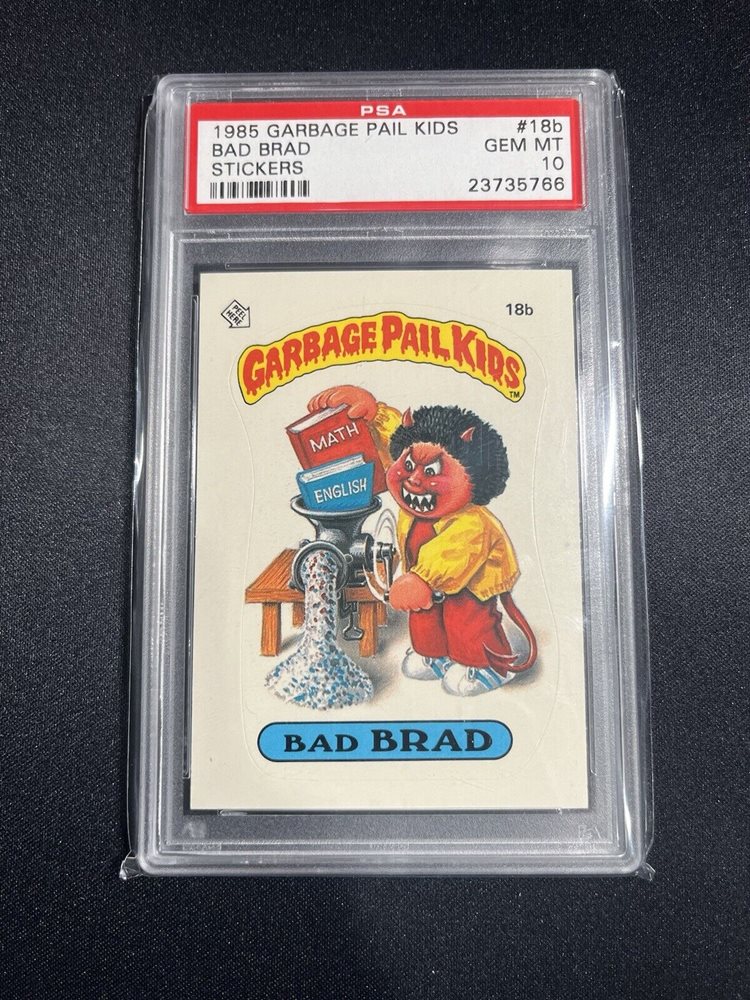 PSA
1985 GARBAGE PAIL KIDS #18b
BAD BRAD GEM MT
STICKERS 10
23735766
PEEL
HERE
18b
GARBAGE PAIL KIDS
TM
MATH
ENGLISH
BAD BRAD